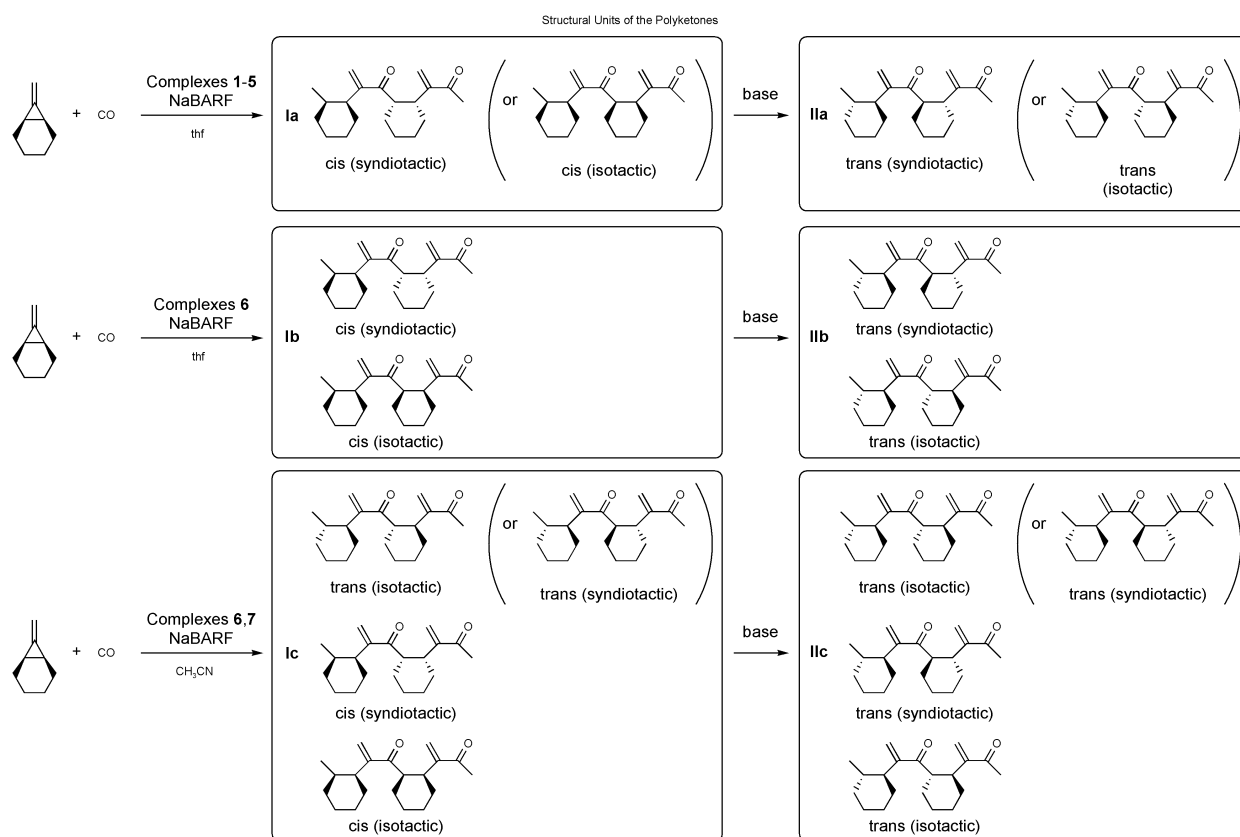 Structural Units of the Polyketones
Complexes 1-5
NaBARF
+ CO
thf
Ia
O O
cis (syndiotactic)
or
O O
cis (isotactic)
base
IIa
O O
trans (syndiotactic)
or
O O
trans
(isotactic)
Complexes 6
NaBARF
+ CO
thf
Ib
O O
cis (syndiotactic)
O O
cis (isotactic)
base
IIb
O O
trans (syndiotactic)
O O
trans (isotactic)
Complexes 6,7
NaBARF
+ CO
CH₃CN
Ic
O O
trans (isotactic)
or
O O
trans (syndiotactic)
O O
cis (syndiotactic)
O O
cis (isotactic)
base
IIc
O O
trans (isotactic)
or
O O
trans (syndiotactic)
O O
trans (syndiotactic)
O O
trans (isotactic)